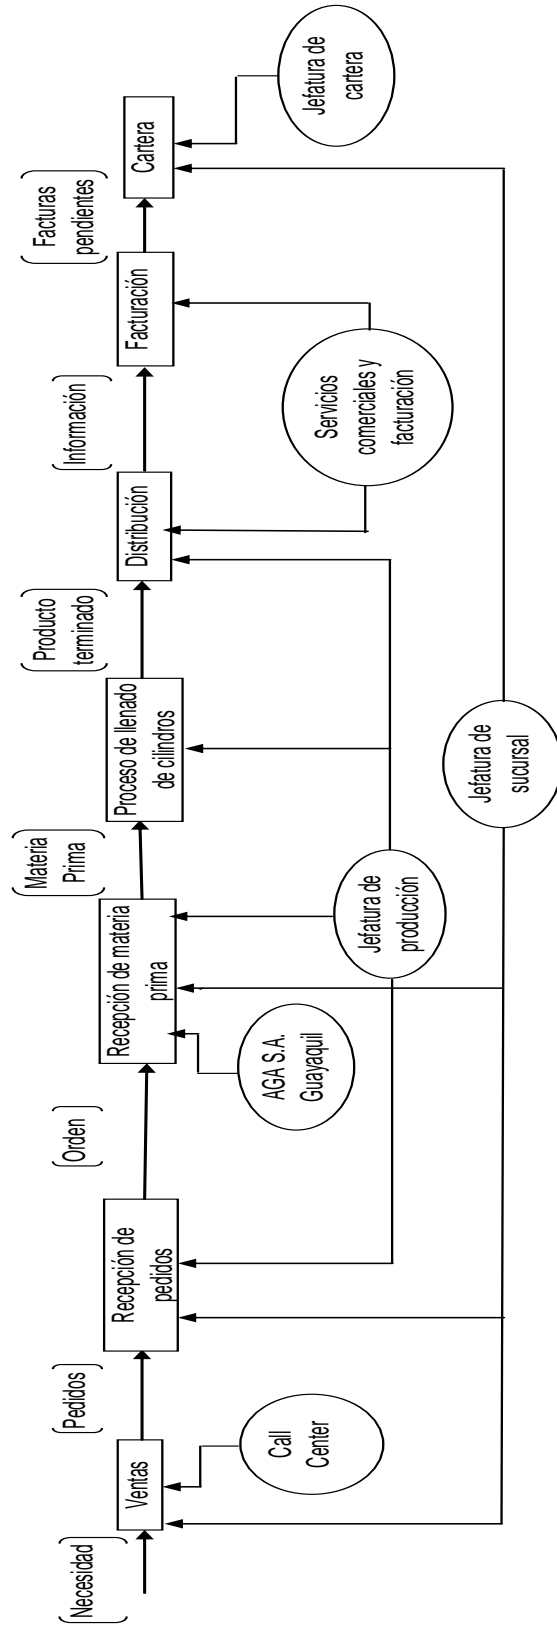 Necesidad
Pedidos
Orden
Materia
Prima
Producto
terminado
Información
Facturas
pendientes
Ventas
Recepción de
pedidos
Recepción de materia
prima
Proceso de llenado
de cilindros
Distribución
Facturación
Cartera
Call
Center
AGA S.A.
Guayaquil
Jefatura de
producción
Servicios
comerciales y
facturación
Jefatura de
cartera
Jefatura de
sucursal